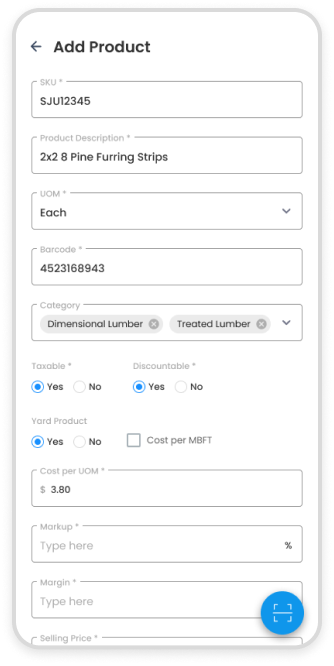 Add Product
SKU *
SJU12345
Product Description *
2x2 8 Pine Furring Strips
UOM *
Each
Barcode *
4523168943
Category
Dimensional Lumber Treated Lumber
Taxable * Discountable *
Yes No Yes No
Yard Product
Yes No Cost per MBFT
Cost per UOM *
$ 3.80
Markup *
Type here %
Margin *
Type here
Selling Price *